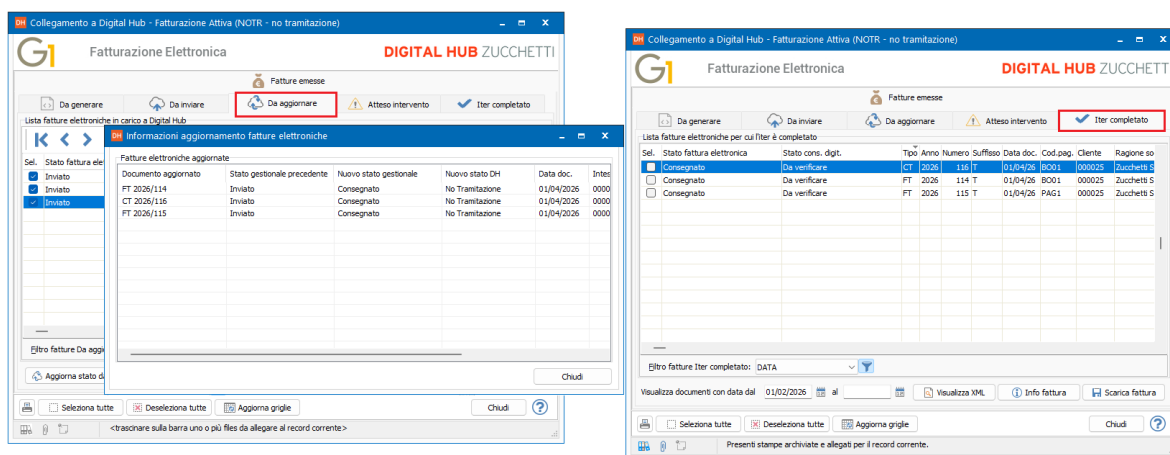 DH Collegamento a Digital Hub - Fatturazione Attiva (NOTR - no tramitazione)
G1 Fatturazione Elettronica DIGITAL HUB ZUCCHETTI
Fatture emesse
Da generare Da inviare Da aggiornare Atteso intervento Iter completato
Lista fatture elettroniche in carico a Digital Hub
Sel. Stato fattura ele
Inviato
Inviato
Inviato
Filtro fatture Da aggi
Aggiorna stato d
Seleziona tutte Deseleziona tutte Aggiorna griglie Chiudi
<trascinare sulla barra uno o più files da allegare al record corrente>
DH Informazioni aggiornamento fatture elettroniche
Fatture elettroniche aggiornate
Documento aggiornato Stato gestionale precedente Nuovo stato gestionale Nuovo stato DH Data doc. Intes
FT 2026/114 Inviato Consegnato No Tramitazione 01/04/2026 0000
CT 2026/116 Inviato Consegnato No Tramitazione 01/04/2026 0000
FT 2026/115 Inviato Consegnato No Tramitazione 01/04/2026 0000
Chiudi
DH Collegamento a Digital Hub - Fatturazione Attiva (NOTR - no tramitazione)
G1 Fatturazione Elettronica DIGITAL HUB ZUCCHETT
Fatture emesse
Da generare Da inviare Da aggiornare Atteso intervento Iter completato
Lista fatture elettroniche per cui l'iter è completato
Sel. Stato fattura elettronica Stato cons. digit. Tipo Anno Numero Suffisso Data doc. Cod.pag. Cliente Ragione so
Consegnato Da verificare CT 2026 116 T 01/04/26 BO01 000025 Zucchetti S
Consegnato Da verificare FT 2026 114 T 01/04/26 BO01 000025 Zucchetti S
Consegnato Da verificare FT 2026 115 T 01/04/26 PAG1 000025 Zucchetti S
Filtro fatture Iter completato: DATA
Visualizza documenti con data dal 01/02/2026 al Visualizza XML Info fattura Scarica fattura
Seleziona tutte Deseleziona tutte Aggiorna griglie Chiudi
Presenti stampe archiviate e allegati per il record corrente.